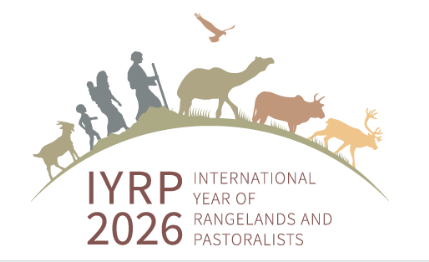 IYRP
2026
INTERNATIONAL
YEAR OF
RANGELANDS AND
PASTORALISTS